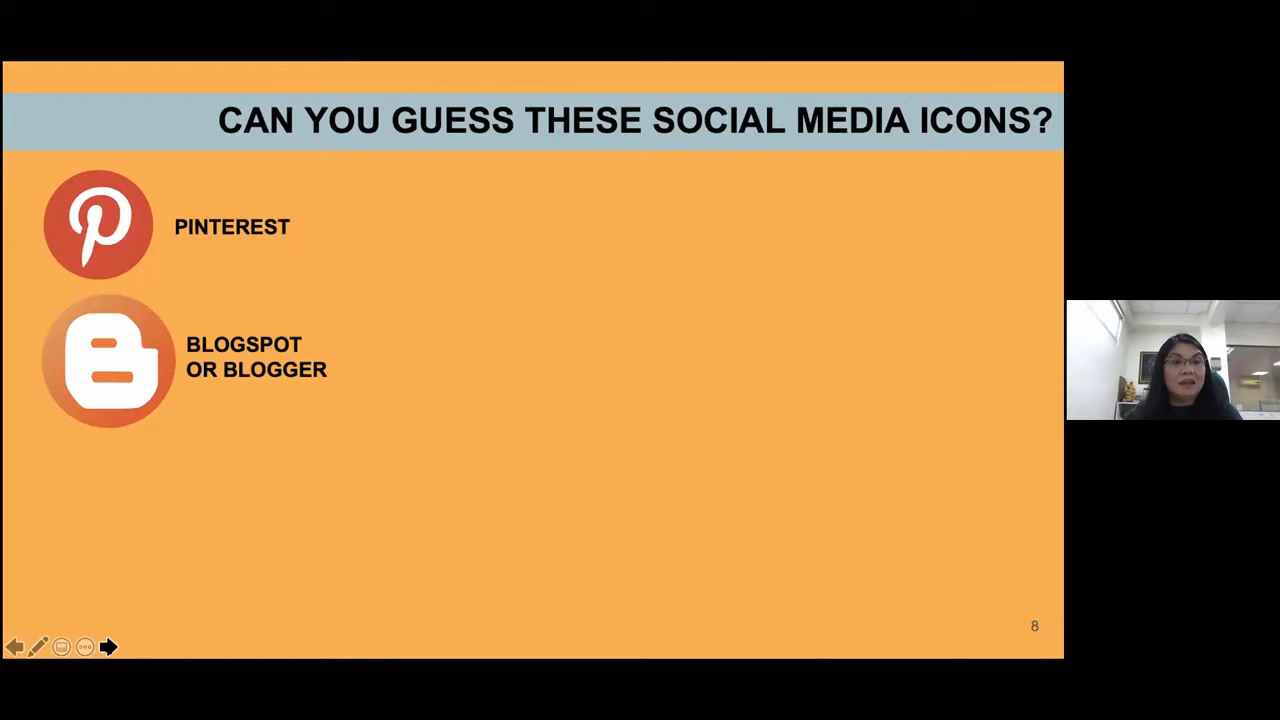 CAN YOU GUESS THESE SOCIAL MEDIA ICONS?
PINTEREST
BLOGSPOT
OR BLOGGER
8